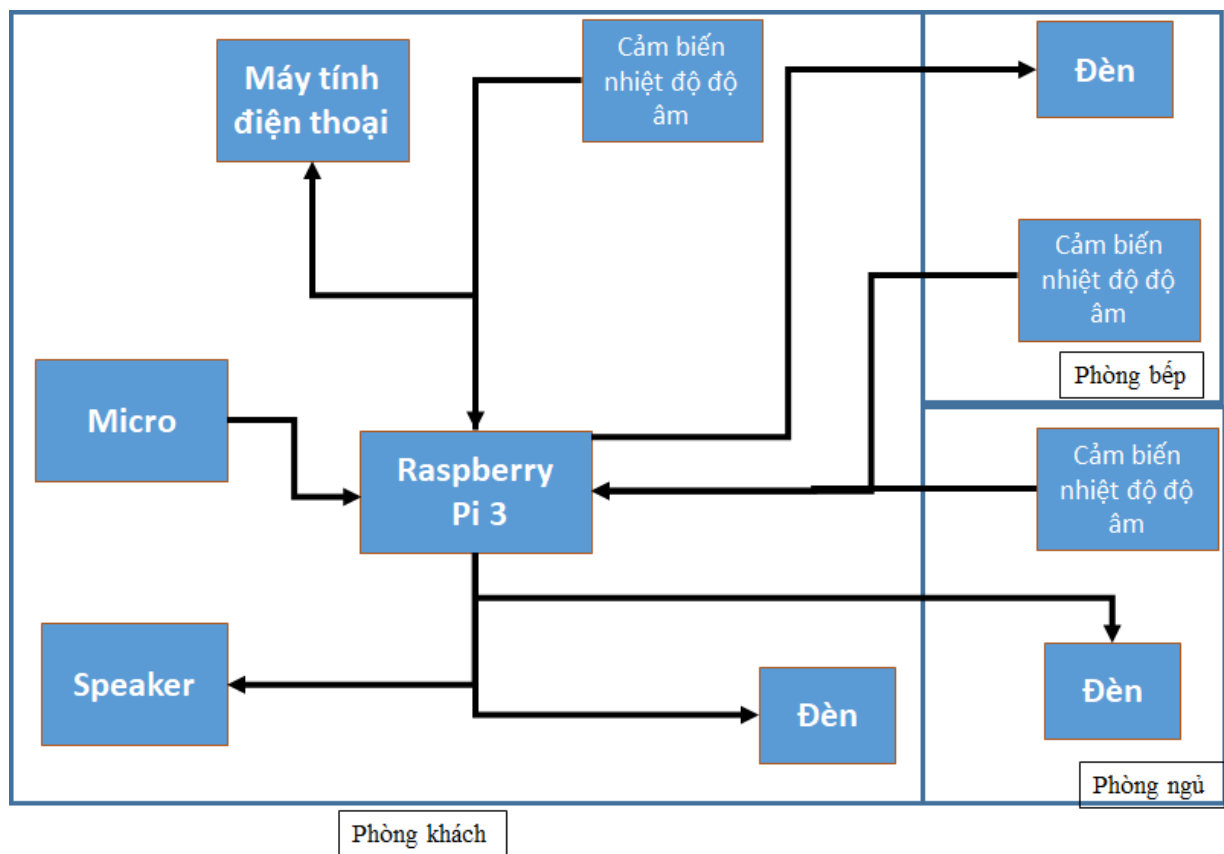 Máy tính
điện thoại
Cảm biến
nhiệt độ độ
âm
Đèn
Cảm biến
nhiệt độ độ
âm
Phòng bếp
Micro
Raspberry
Pi 3
Cảm biến
nhiệt độ độ
âm
Speaker
Đèn
Đèn
Phòng ngủ
Phòng khách